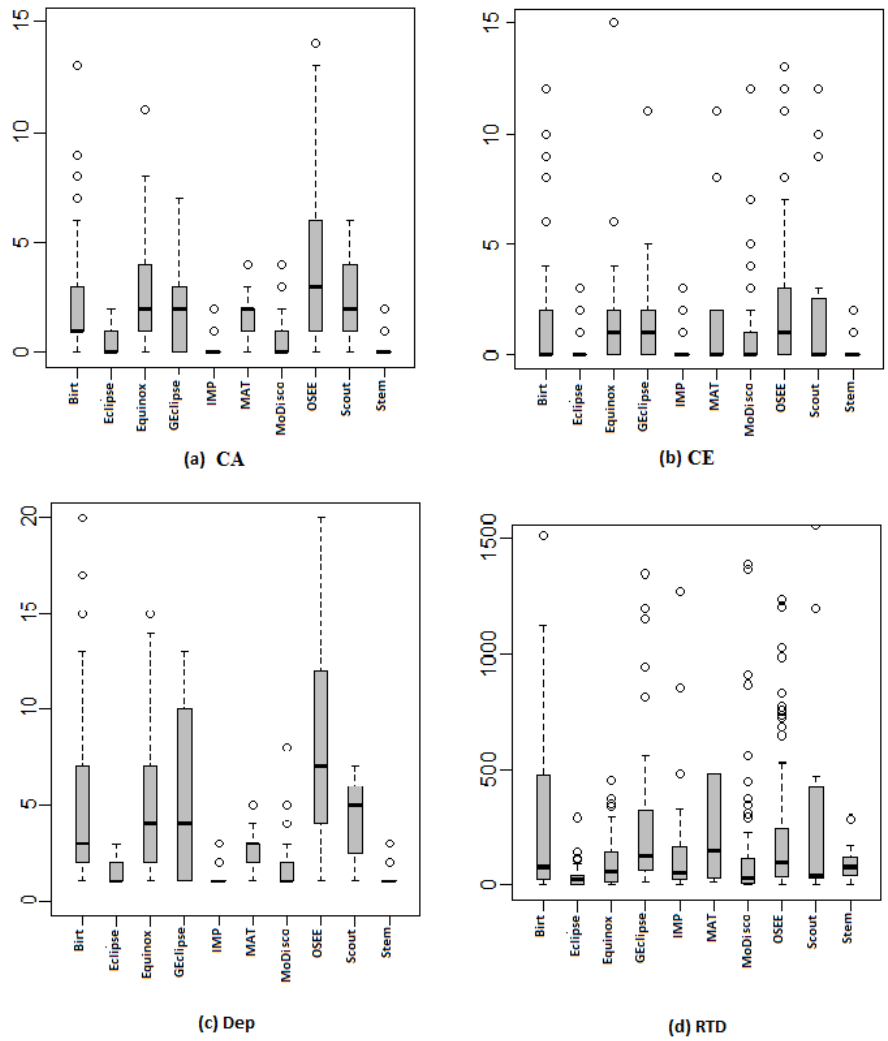 15
10
5
0
Birt
Eclipse
Equinox
GEclipse
IMP
MAT
MoDisco
OSEE
Scout
Stem
(a) CA
15
10
5
0
Birt
Eclipse
Equinox
GEclipse
IMP
MAT
MoDisco
OSEE
Scout
Stem
(b) CE
20
15
10
5
0
Birt
Eclipse
Equinox
GEclipse
IMP
MAT
MoDisco
OSEE
Scout
Stem
(c) Dep
1500
1000
500
0
Birt
Eclipse
Equinox
GEclipse
IMP
MAT
MoDisco
OSEE
Scout
Stem
(d) RTD